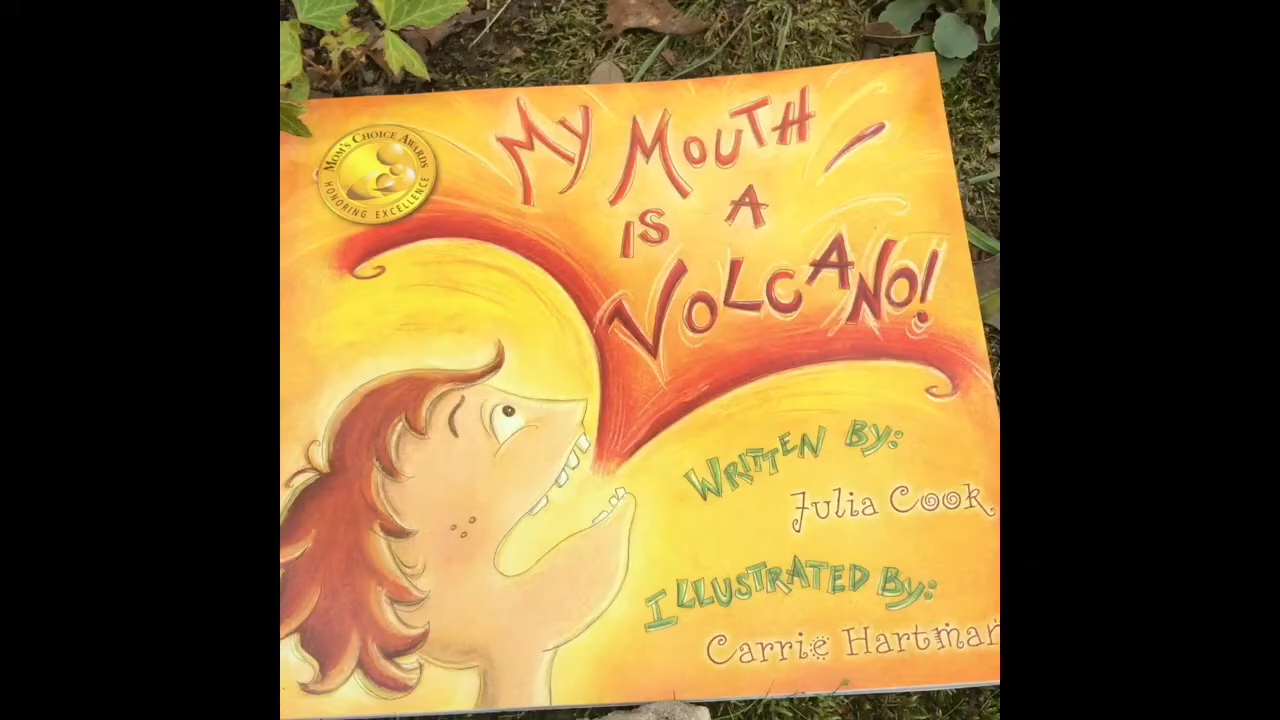 My Mouth
is a
Volcano!
Mom's Choice Awards
Honoring Excellence
Written by:
Julia Cook
Illustrated By:
Carrie Hartman